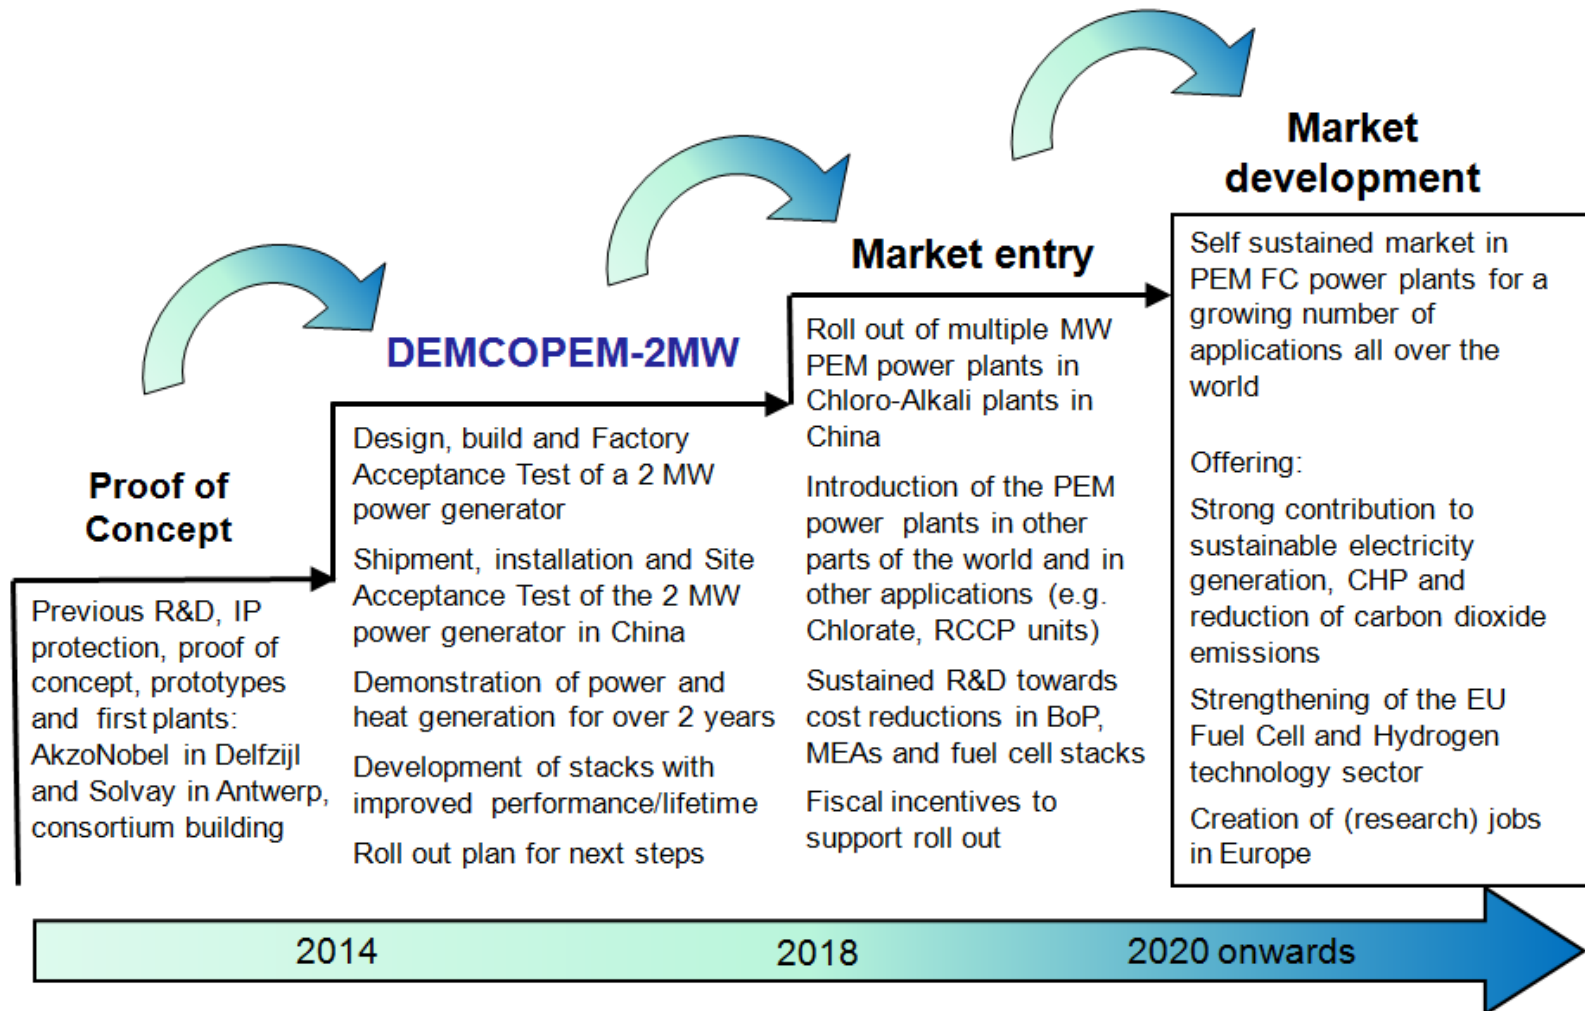 Proof of
Concept
Previous R&D, IP
protection, proof of
concept, prototypes
and first plants:
AkzoNobel in Delfzijl
and Solvay in Antwerp,
consortium building
DEMCOPEM-2MW
Design, build and Factory
Acceptance Test of a 2 MW
power generator
Shipment, installation and Site
Acceptance Test of the 2 MW
power generator in China
Demonstration of power and
heat generation for over 2 years
Development of stacks with
improved performance/lifetime
Roll out plan for next steps
Market entry
Roll out of multiple MW
PEM power plants in
Chloro-Alkali plants in
China
Introduction of the PEM
power plants in other
parts of the world and in
other applications (e.g.
Chlorate, RCCP units)
Sustained R&D towards
cost reductions in BoP,
MEAs and fuel cell stacks
Fiscal incentives to
support roll out
Market
development
Self sustained market in
PEM FC power plants for a
growing number of
applications all over the
world
Offering:
Strong contribution to
sustainable electricity
generation, CHP and
reduction of carbon dioxide
emissions
Strengthening of the EU
Fuel Cell and Hydrogen
technology sector
Creation of (research) jobs
in Europe
2014
2018
2020 onwards